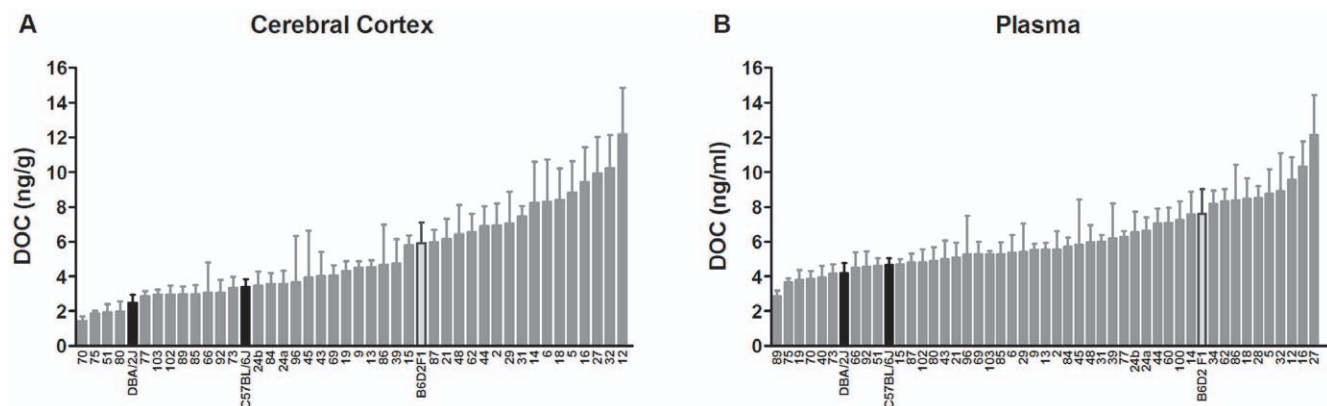 A
Cerebral Cortex
DOC (ng/g)
16
14
12
10
8
6
4
2
0
70 75 51 80 DBA/2J 77 103 102 89 85 66 92 73 C57BL/6J 24b 84 24a 96 45 43 69 19 9 13 86 39 15 B6D2F1 87 21 48 62 44 2 29 31 14 6 18 5 16 27 32 12
B
Plasma
DOC (ng/ml)
16
14
12
10
8
6
4
2
0
89 75 19 70 40 73 DBA/2J 66 92 51 C57BL/6J 15 87 102 80 43 21 96 69 103 85 6 29 9 13 2 84 45 48 31 39 77 24b 24a 44 60 100 14 B6D2 F1 34 62 86 18 28 5 32 12 16 27